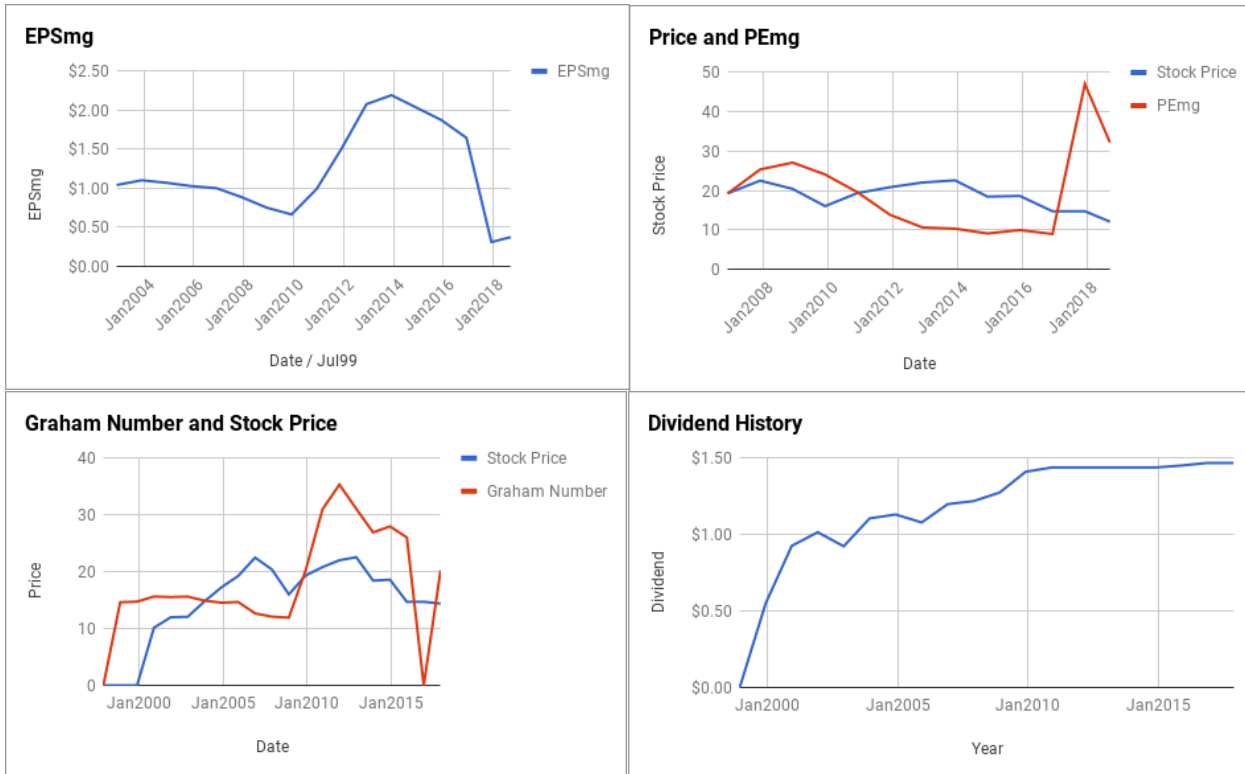 EPSmg
EPSmg
$2.50
$2.00
$1.50
$1.00
$0.50
$0.00
EPSmg
Jan2004
Jan2006
Jan2008
Jan2010
Jan2012
Jan2014
Jan2016
Jan2018
Date / Jul99
Price and PEmg
Stock Price
PEmg
50
40
30
20
10
0
Stock Price
Jan2008
Jan2010
Jan2012
Jan2014
Jan2016
Jan2018
Date
Graham Number and Stock Price
Stock Price
Graham Number
40
30
20
10
0
Price
Jan2000
Jan2005
Jan2010
Jan2015
Date
Dividend History
$1.50
$1.00
$0.50
$0.00
Dividend
Jan2000
Jan2005
Jan2010
Jan2015
Year